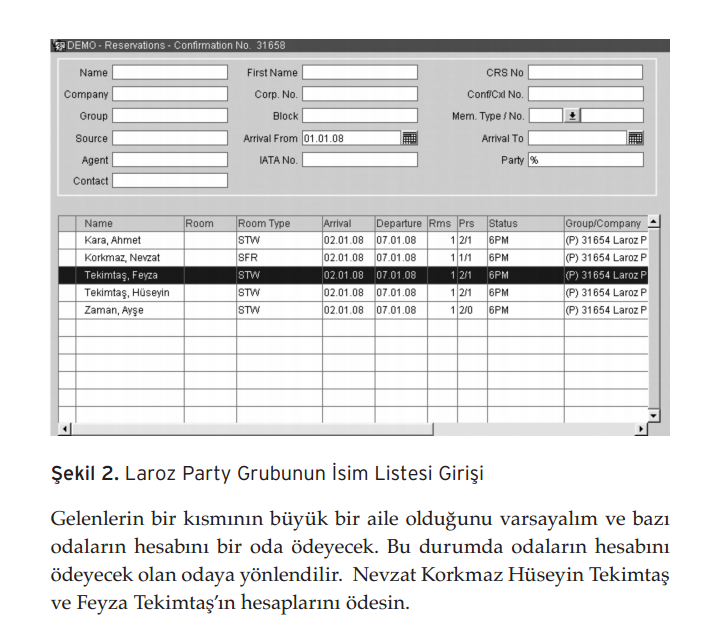 DEMO - Reservations - Confirmation No. 31658
Name First Name CRS No
Company Corp. No. Conf/Cxl No.
Group Block Mem. Type / No.
Source Arrival From 01.01.08 Arrival To
Agent IATA No. Party %
Contact
Name Room Room Type Arrival Departure Rms Prs Status Group/Company
Kara, Ahmet STW 02.01.08 07.01.08 1 2/1 6PM (P) 31654 Laroz P
Korkmaz, Nevzat SFR 02.01.08 07.01.08 1 1/1 6PM (P) 31654 Laroz P
Tekimtaş, Feyza STW 02.01.08 07.01.08 1 2/1 6PM (P) 31654 Laroz P
Tekimtaş, Hüseyin STW 02.01.08 07.01.08 1 2/1 6PM (P) 31654 Laroz P
Zaman, Ayşe STW 02.01.08 07.01.08 1 2/0 6PM (P) 31654 Laroz P
Şekil 2. Laroz Party Grubunun İsim Listesi Girişi
Gelenlerin bir kısmının büyük bir aile olduğunu varsayalım ve bazı
odaların hesabını bir oda ödeyecek. Bu durumda odaların hesabını
ödeyecek olan odaya yönlendilir. Nevzat Korkmaz Hüseyin Tekimtaş
ve Feyza Tekimtaş'ın hesaplarını ödesin.